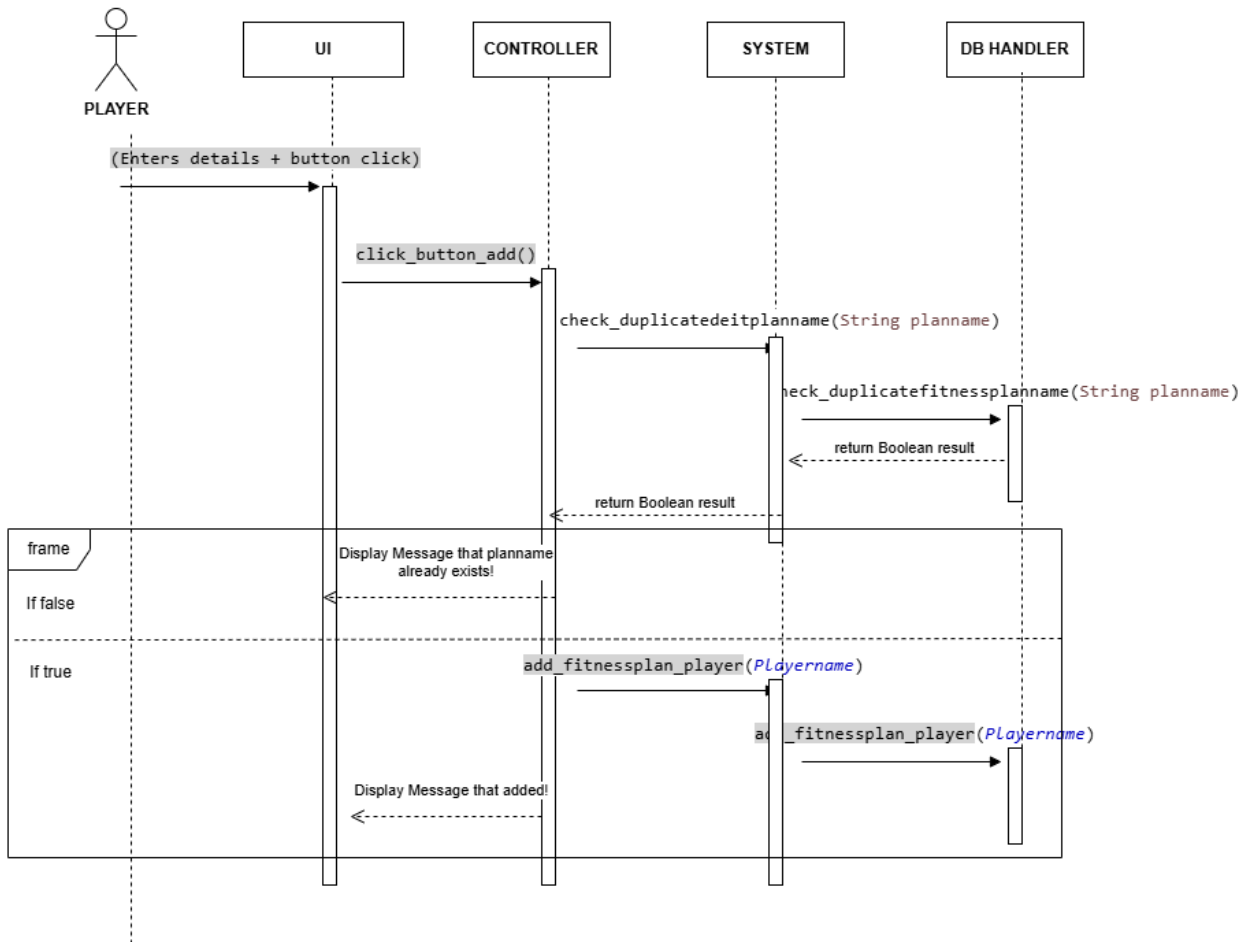 UI
CONTROLLER
SYSTEM
DB HANDLER
PLAYER
(Enters details + button click)
click_button_add()
check_duplicatedeitplanname(String planname)
heck_duplicatefitnessplanname(String planname)
return Boolean result
return Boolean result
frame
Display Message that planname
already exists!
If false
If true
add_fitnessplan_player(Playername)
add_fitnessplan_player(Playername)
Display Message that added!